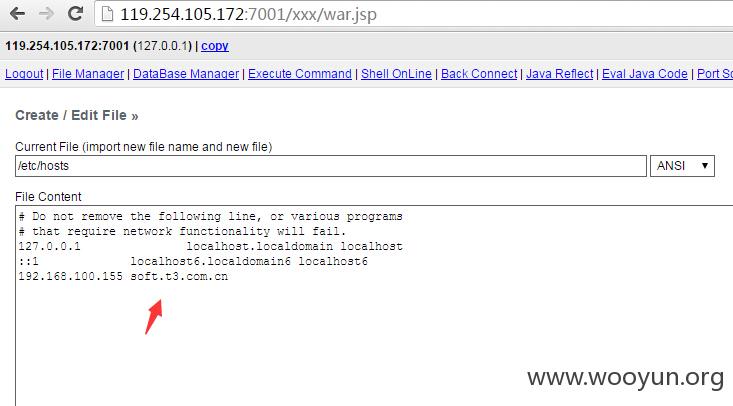 119.254.105.172:7001/xxx/war.jsp
119.254.105.172:7001 (127.0.0.1) | copy
Logout | File Manager | DataBase Manager | Execute Command | Shell OnLine | Back Connect | Java Reflect | Eval Java Code | Port Sc
Create / Edit File »
Current File (import new file name and new file)
/etc/hosts
ANSI
File Content
# Do not remove the following line, or various programs
# that require network functionality will fail.
127.0.0.1 localhost.localdomain localhost
::1 localhost6.localdomain6 localhost6
192.168.100.155 soft.t3.com.cn
www.wooyun.org